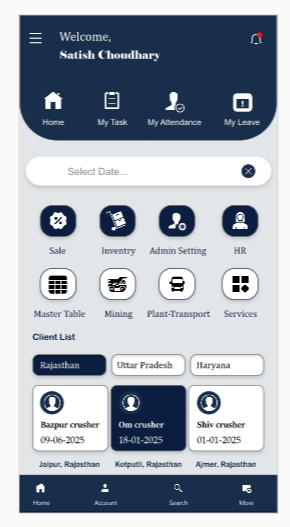 Welcome,
Satish Choudhary
Home My Task My Attendance My Leave
Select Date...
Sale Inventry Admin Setting HR
Master Table Mining Plant-Transport Services
Client List
Rajasthan Uttar Pradesh Haryana
Bazpur crusher Om crusher Shiv crusher
09-06-2025 18-01-2025 01-01-2025
Jaipur, Rajasthan Kotputli, Rajasthan Ajmer, Rajasthan
Home Account Search More